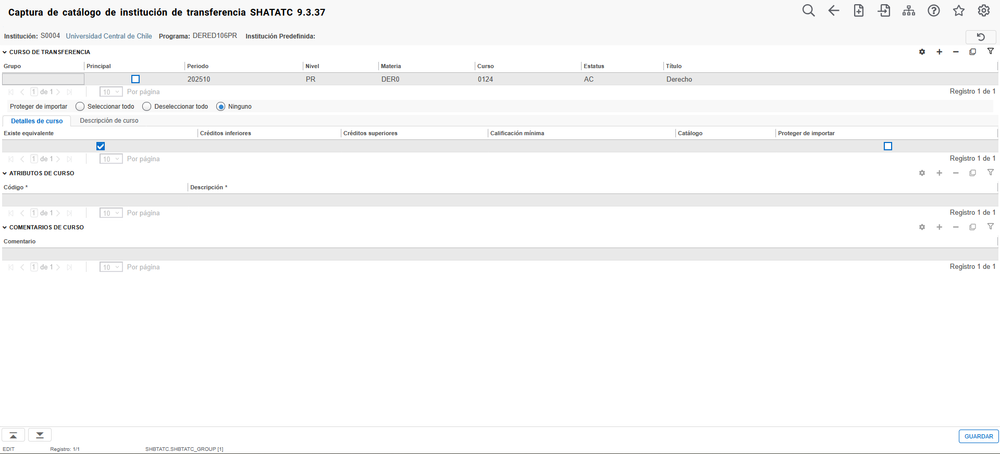 Captura de catálogo de institución de transferencia SHATATC 9.3.37
Institución: S0004 Universidad Central de Chile Programa: DERED106PR Institución Predefinida:
CURSO DE TRANSFERENCIA
Grupo Principal Periodo Nivel Materia Curso Estatus Título
202510 PR DER0 0124 AC Derecho
1 de 1 10 Por página Registro 1 de 1
Proteger de importar Seleccionar todo Deseleccionar todo Ninguno
Detalles de curso Descripción de curso
Existe equivalente Créditos inferiores Créditos superiores Calificación mínima Catálogo Proteger de importar
1 de 1 10 Por página Registro 1 de 1
ATRIBUTOS DE CURSO
Código * Descripción *
1 de 1 10 Por página Registro 1 de 1
COMENTARIOS DE CURSO
Comentario
1 de 1 10 Por página Registro 1 de 1
GUARDAR
EDIT Registro: 1/1 SHBTATC.SHBTATC_GROUP [1]